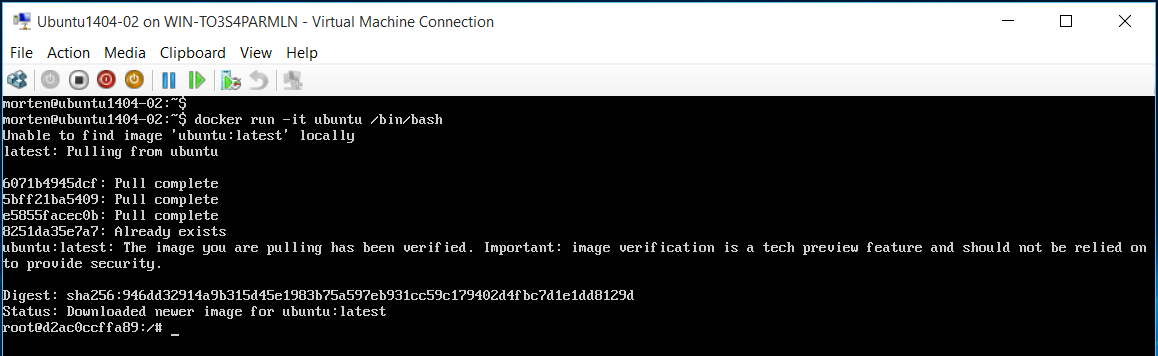 Ubuntu1404-02 on WIN-TO3S4PARMLN - Virtual Machine Connection
File Action Media Clipboard View Help
morten@ubuntu1404-02:~$
morten@ubuntu1404-02:~$ docker run -it ubuntu /bin/bash
Unable to find image 'ubuntu:latest' locally
latest: Pulling from ubuntu
6071b4945dcf: Pull complete
5bff21ba5409: Pull complete
e5855facec0b: Pull complete
8251da35e7a7: Already exists
ubuntu:latest: The image you are pulling has been verified. Important: image verification is a tech preview feature and should not be relied on
to provide security.
Digest: sha256:946dd32914a9b315d45e1983b75a597eb931cc59c179402d4fbc7d1e1dd8129d
Status: Downloaded newer image for ubuntu:latest
root@d2ac0ccffa89:/# _